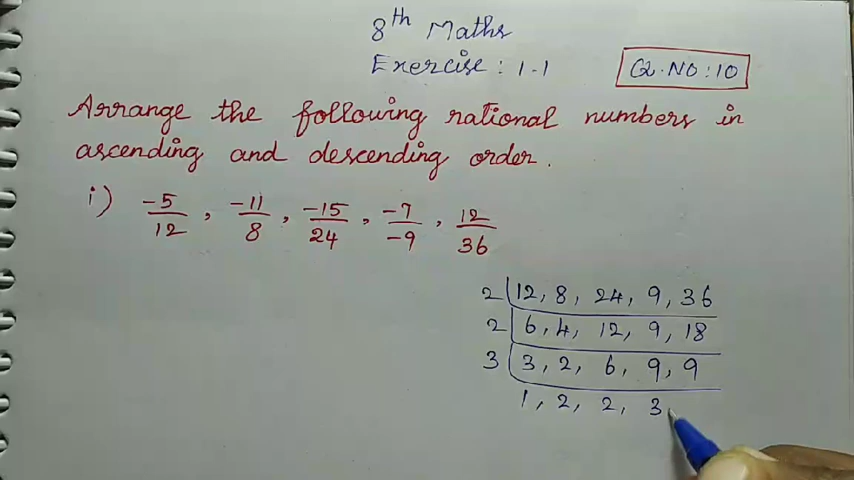 8th Maths
Exercise : 1.1
Q.NO:10
Arrange the following rational numbers in
ascending and descending order.
i) -5/12, -11/8, -15/24, -7/-9, 12/36
2 | 12, 8, 24, 9, 36
2 | 6, 4, 12, 9, 18
3 | 3, 2, 6, 9, 9
1, 2, 2, 3